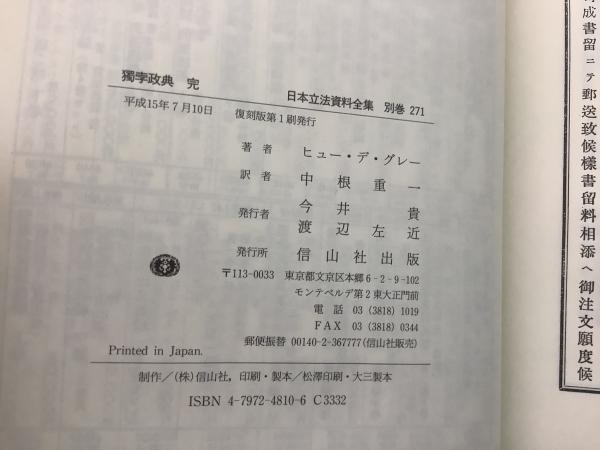 獨孛政典 完
日本立法資料全集 別巻 271
平成15年7月10日 復刻版第1刷発行
著者 ヒュー・デ・グレー
訳者 中根重一
発行者 今井貴
渡辺左近
発行所 信山社出版
〒113-0033 東京都文京区本郷6-2-9-102
モンテベルデ第2東大正門前
電話 03 (3818) 1019
FAX 03 (3818) 0344
郵便振替 00140-2-367777 (信山社販売)
Printed in Japan.
制作/(株)信山社, 印刷・製本/松澤印刷・大三製本
ISBN 4-7972-4810-6 C3332
成書留ニテ郵送致候樣書留料相添ヘ御注文願度候